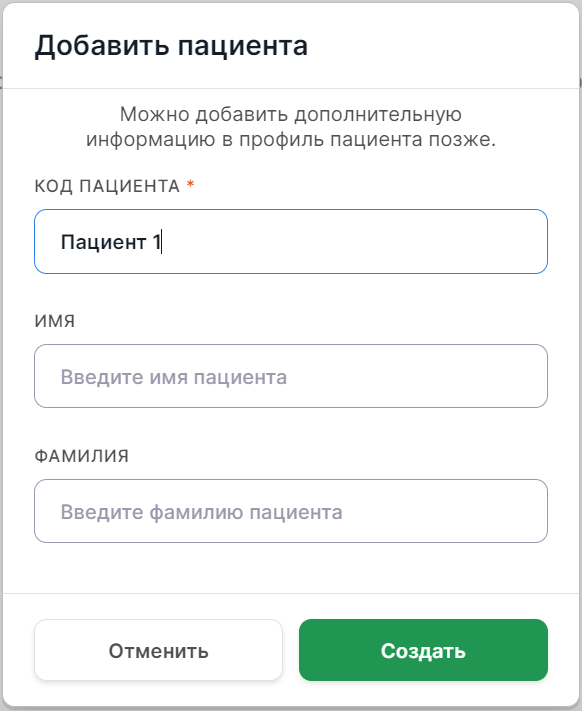 Добавить пациента
Можно добавить дополнительную
информацию в профиль пациента позже.
КОД ПАЦИЕНТА *
Пациент 1
ИМЯ
Введите имя пациента
ФАМИЛИЯ
Введите фамилию пациента
Отменить
Создать